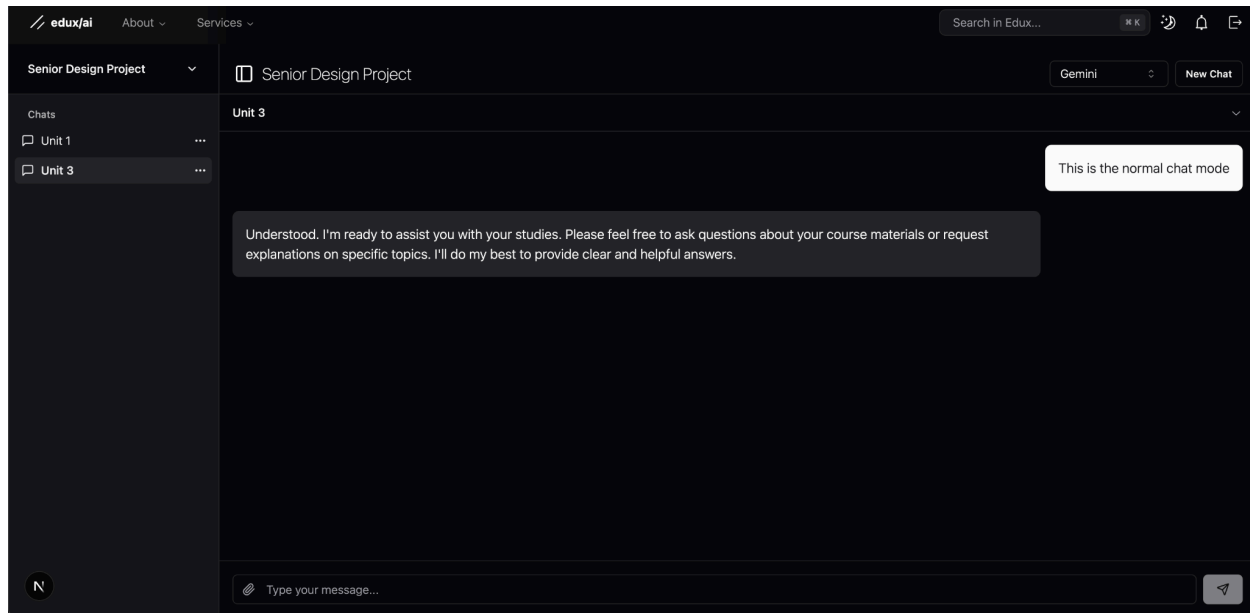 edux/ai About Services Search in Edux... ⌘ K
Senior Design Project
Senior Design Project Gemini New Chat
Chats
Unit 1
Unit 3
Unit 3
This is the normal chat mode
Understood. I'm ready to assist you with your studies. Please feel free to ask questions about your course materials or request
explanations on specific topics. I'll do my best to provide clear and helpful answers.
N
Type your message...